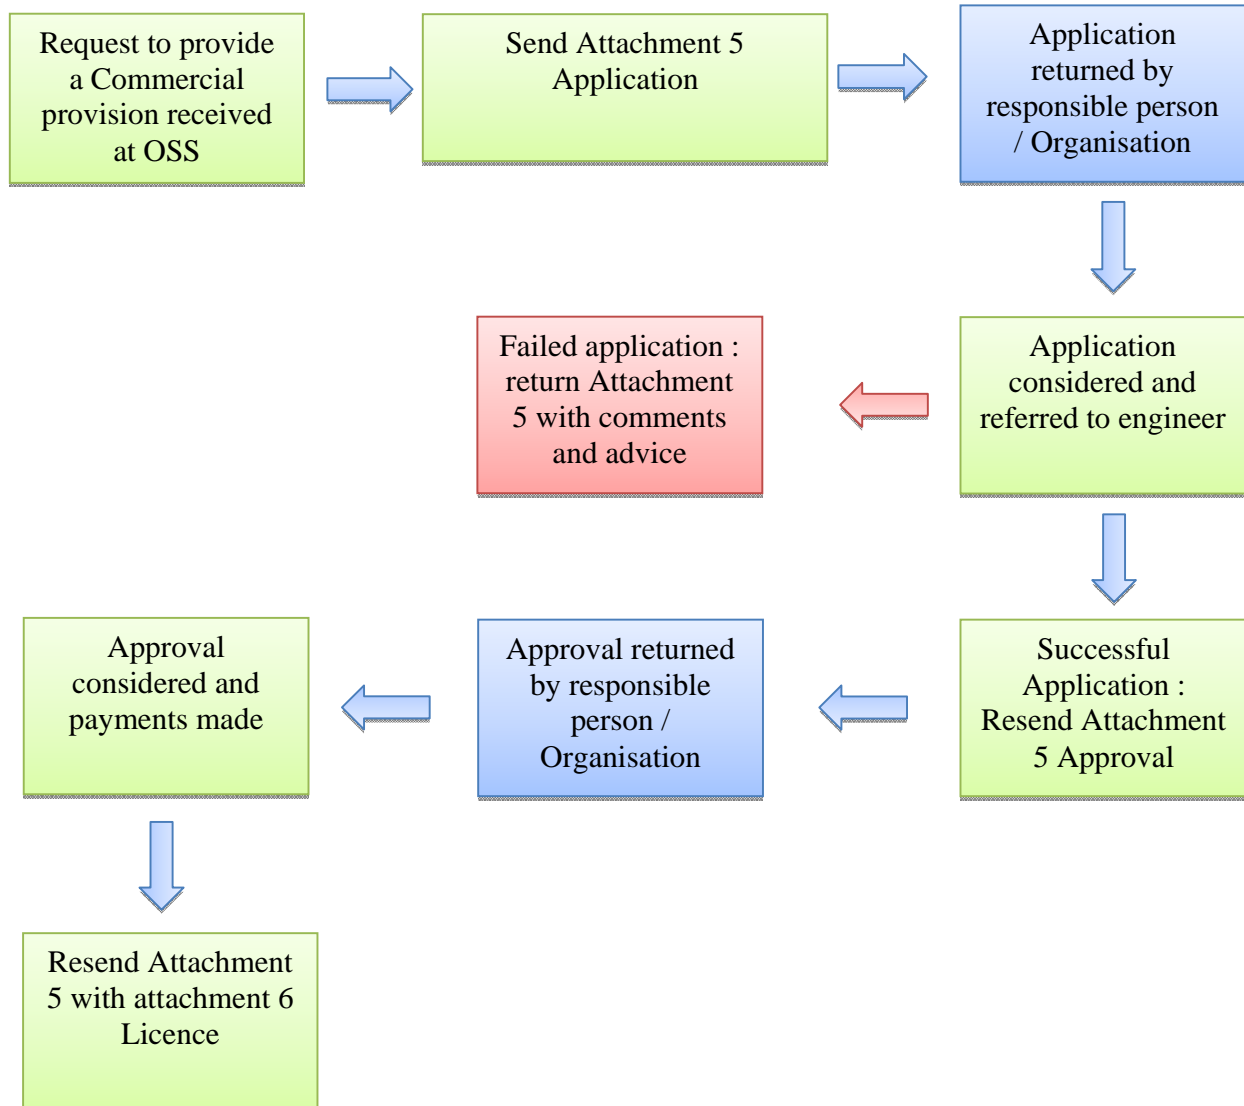 Request to provide
a Commercial
provision received
at OSS
Send Attachment 5
Application
Application
returned by
responsible person
/ Organisation
Failed application :
return Attachment
5 with comments
and advice
Application
considered and
referred to engineer
Approval
considered and
payments made
Approval returned
by responsible
person /
Organisation
Successful
Application :
Resend Attachment
5 Approval
Resend Attachment
5 with attachment 6
Licence